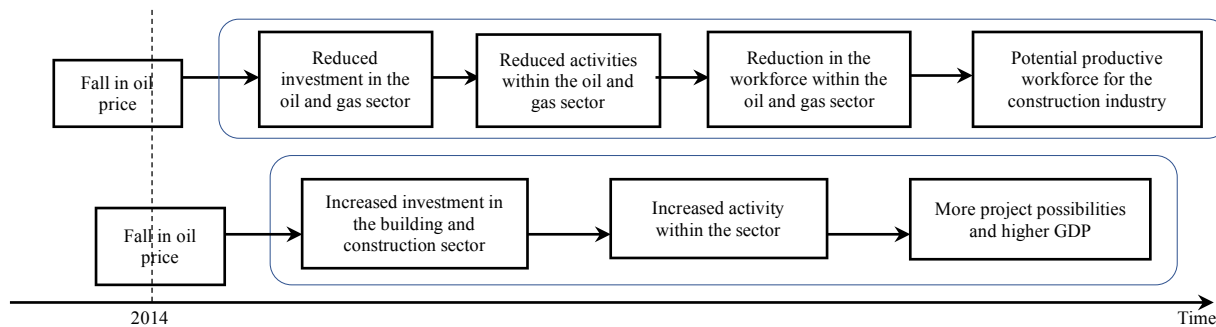 Fall in oil
price
Reduced
investment in the
oil and gas sector
Reduced activities
within the oil and
gas sector
Reduction in the
workforce within the
oil and gas sector
Potential productive
workforce for the
construction industry
Fall in oil
price
Increased investment in
the building and
construction sector
Increased activity
within the sector
More project possibilities
and higher GDP
2014
Time